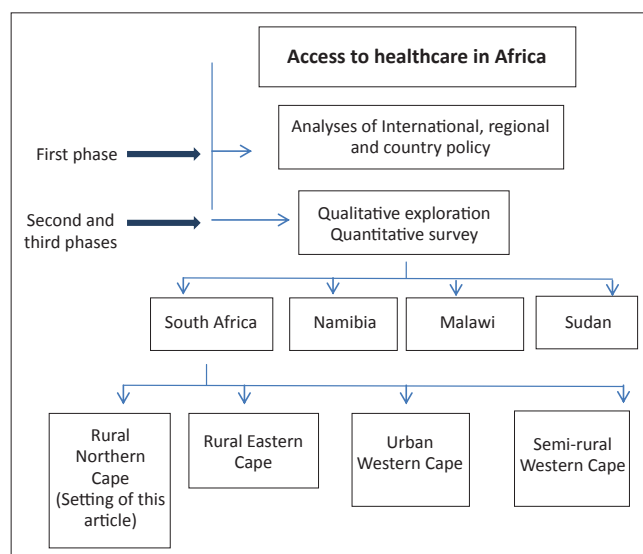 Access to healthcare in Africa
First phase
Analyses of International, regional
and country policy
Second and
third phases
Qualitative exploration
Quantitative survey
South Africa
Namibia
Malawi
Sudan
Rural
Northern
Cape
(Setting of this
article)
Rural Eastern
Cape
Urban
Western Cape
Semi-rural
Western Cape